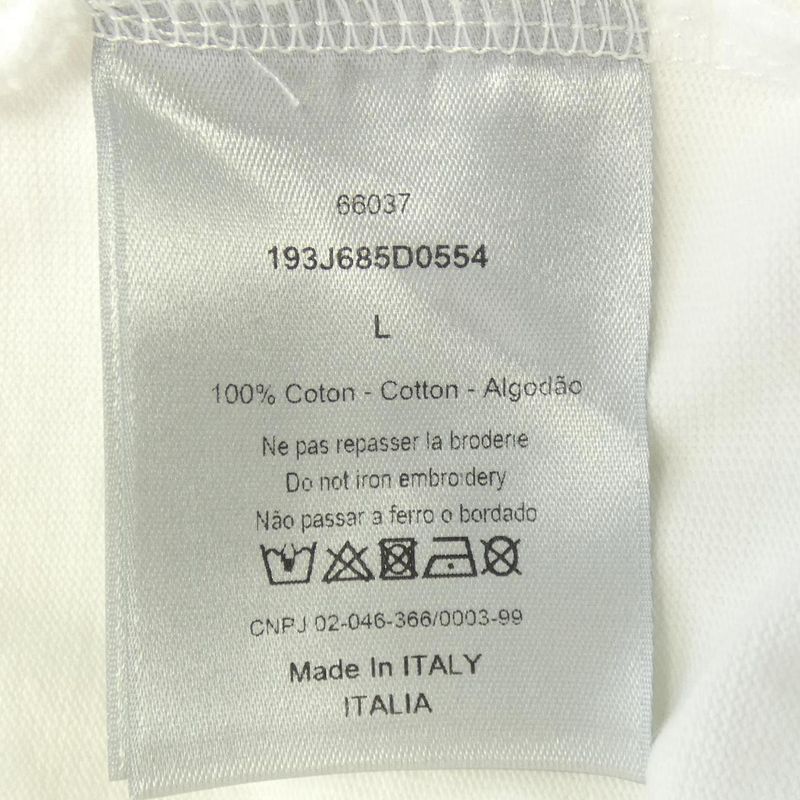 66037
193J685D0554
L
100% Coton - Cotton - Algodão
Ne pas repasser la broderie
Do not iron embroidery
Não passar a ferro o bordado
CNPJ 02-046-366/0003-99
Made In ITALY
ITALIA